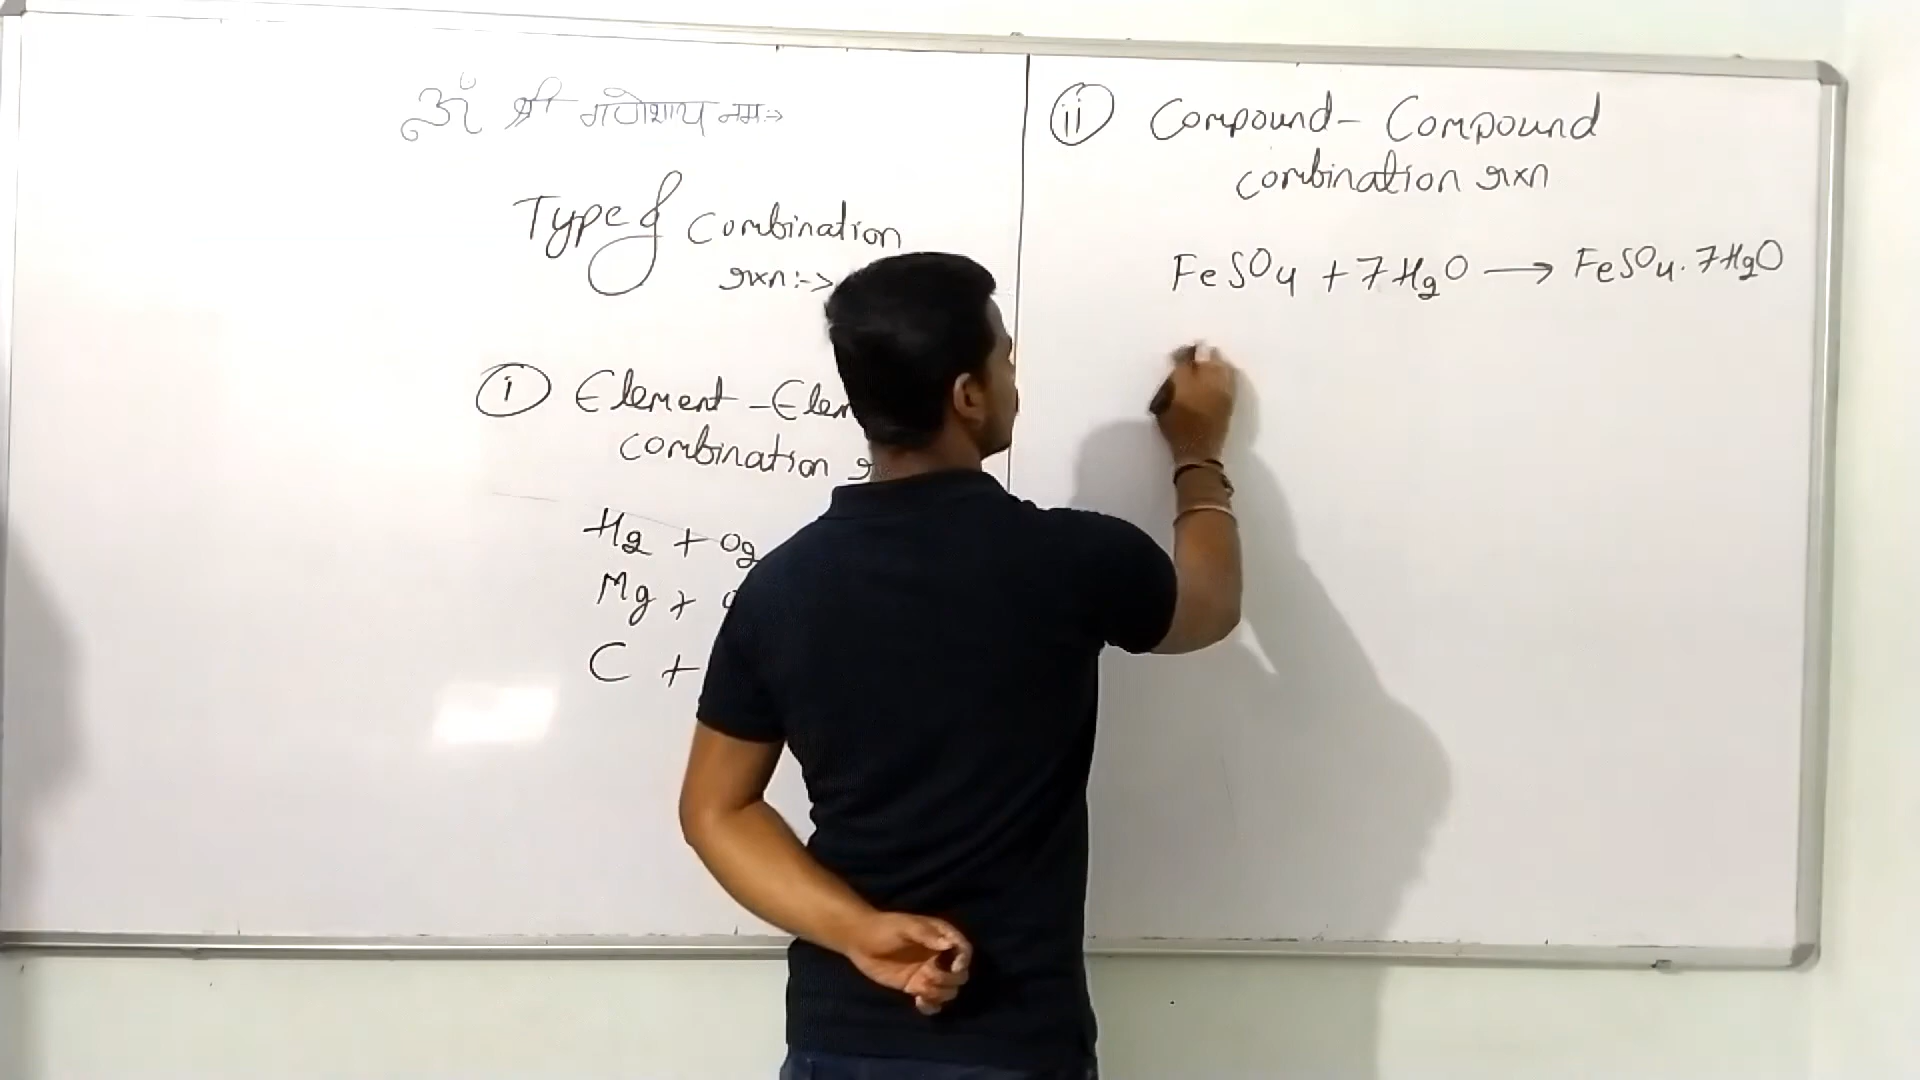 ॐ श्री गणेशाय नमः->
Type of Combination
rxn:->
i Element - Elem
combination
H2 + O2
Mg +
C +
ii Compound - Compound
combination rxn
FeSO4 + 7H2O → FeSO4.7H2O